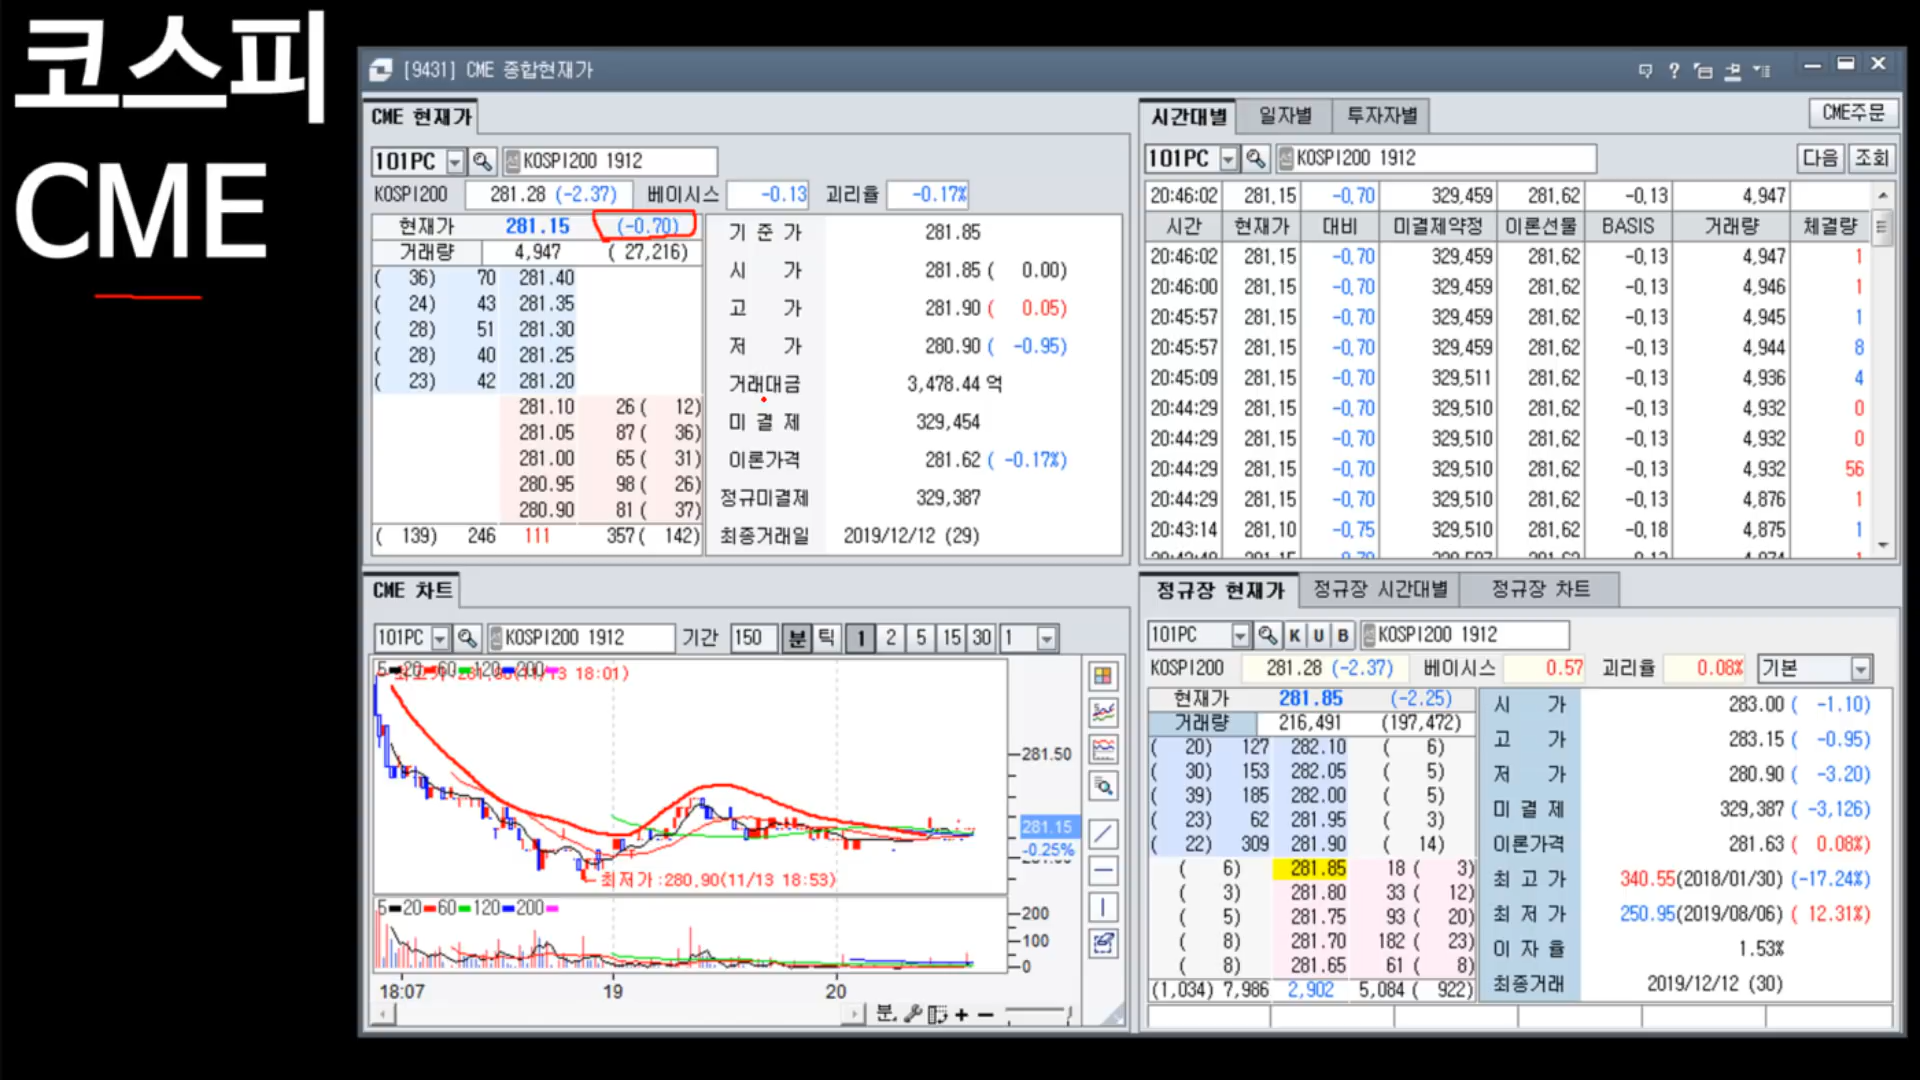 코스피
CME
[9431] CME 종합현재가
CME 현재가
101PC KOSPI200 1912
KOSPI200 281.28 (-2.37) 베이시스 -0.13 괴리율 -0.17%
현재가 281.15 (-0.70)
거래량 4,947 ( 27,216)
( 36) 70 281.40
( 24) 43 281.35
( 28) 51 281.30
( 28) 40 281.25
( 23) 42 281.20
281.10 26 ( 12)
281.05 87 ( 36)
281.00 65 ( 31)
280.95 98 ( 26)
280.90 81 ( 37)
( 139) 246 111 357 ( 142)
기 준 가 281.85
시 가 281.85 ( 0.00)
고 가 281.90 ( 0.05)
저 가 280.90 ( -0.95)
거래대금 3,478.44 억
미 결 제 329,454
이론가격 281.62 ( -0.17%)
정규미결제 329,387
최종거래일 2019/12/12 (29)
시간대별 일자별 투자자별 CME주문
101PC KOSPI200 1912 다음 조회
20:46:02 281.15 -0.70 329,459 281.62 -0.13 4,947
시간 현재가 대비 미결제약정 이론선물 BASIS 거래량 체결량
20:46:02 281.15 -0.70 329,459 281.62 -0.13 4,947 1
20:46:00 281.15 -0.70 329,459 281.62 -0.13 4,946 1
20:45:57 281.15 -0.70 329,459 281.62 -0.13 4,945 1
20:45:57 281.15 -0.70 329,459 281.62 -0.13 4,944 8
20:45:09 281.15 -0.70 329,511 281.62 -0.13 4,936 4
20:44:29 281.15 -0.70 329,510 281.62 -0.13 4,932 0
20:44:29 281.15 -0.70 329,510 281.62 -0.13 4,932 0
20:44:29 281.15 -0.70 329,510 281.62 -0.13 4,932 56
20:44:29 281.15 -0.70 329,510 281.62 -0.13 4,876 1
20:43:14 281.10 -0.75 329,510 281.62 -0.18 4,875 1
CME 차트
101PC KOSPI200 1912 기간 150 분 틱 1 2 5 15 30 1
5 20 60 120 200
(11/13 18:01)
281.50
281.15
-0.25%
최저가:280.90(11/13 18:53)
5 20 60 120 200
200
100
0
18:07 19 20
분
정규장 현재가 정규장 시간대별 정규장 차트
101PC K U B KOSPI200 1912
KOSPI200 281.28 (-2.37) 베이시스 0.57 괴리율 0.08% 기본
현재가 281.85 (-2.25)
거래량 216,491 (197,472)
( 20) 127 282.10 ( 6)
( 30) 153 282.05 ( 5)
( 39) 185 282.00 ( 5)
( 23) 62 281.95 ( 3)
( 22) 309 281.90 ( 14)
( 6) 281.85 18 ( 3)
( 3) 281.80 33 ( 12)
( 5) 281.75 93 ( 20)
( 8) 281.70 182 ( 23)
( 8) 281.65 61 ( 8)
(1,034) 7,986 2,902 5,084 ( 922)
시 가 283.00 ( -1.10)
고 가 283.15 ( -0.95)
저 가 280.90 ( -3.20)
미 결 제 329,387 ( -3,126)
이론가격 281.63 ( 0.08%)
최 고 가 340.55(2018/01/30) (-17.24%)
최 저 가 250.95(2019/08/06) ( 12.31%)
이 자 율 1.53%
최종거래 2019/12/12 (30)